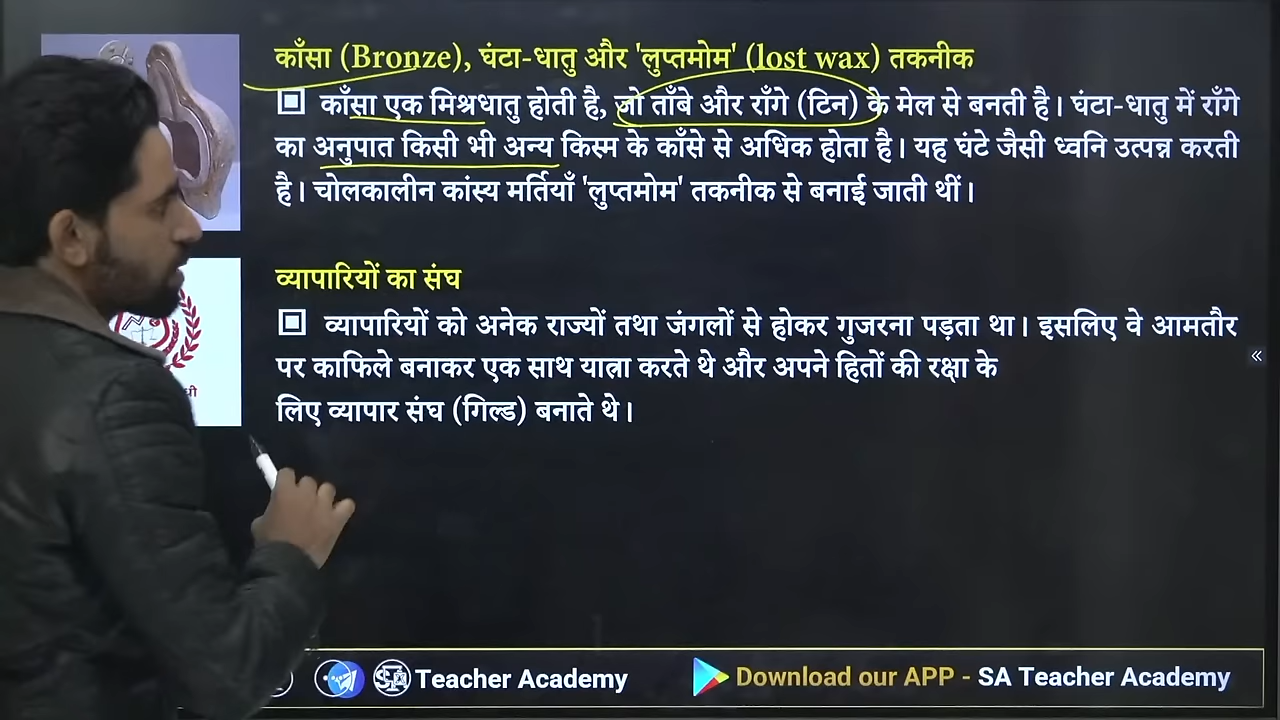 काँसा (Bronze), घंटा-धातु और 'लुप्तमोम' (lost wax) तकनीक
काँसा एक मिश्रधातु होती है, जो ताँबे और राँगे (टिन) के मेल से बनती है। घंटा-धातु में राँगे
का अनुपात किसी भी अन्य किस्म के काँसे से अधिक होता है। यह घंटे जैसी ध्वनि उत्पन्न करती
है। चोलकालीन कांस्य मर्तियाँ 'लुप्तमोम' तकनीक से बनाई जाती थीं।
व्यापारियों का संघ
व्यापारियों को अनेक राज्यों तथा जंगलों से होकर गुजरना पड़ता था। इसलिए वे आमतौर
पर काफिले बनाकर एक साथ यात्रा करते थे और अपने हितों की रक्षा के
लिए व्यापार संघ (गिल्ड) बनाते थे।
«
Teacher Academy
Download our APP - SA Teacher Academy